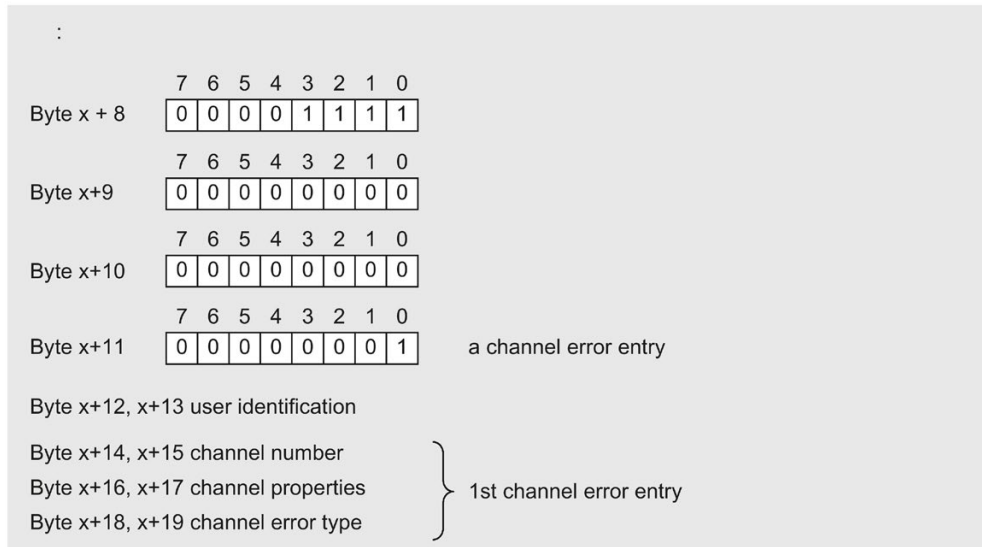 :
7 6 5 4 3 2 1 0
Byte x + 8 0 0 0 0 1 1 1 1
7 6 5 4 3 2 1 0
Byte x+9 0 0 0 0 0 0 0 0
7 6 5 4 3 2 1 0
Byte x+10 0 0 0 0 0 0 0 0
7 6 5 4 3 2 1 0
Byte x+11 0 0 0 0 0 0 0 1 a channel error entry
Byte x+12, x+13 user identification
Byte x+14, x+15 channel number
Byte x+16, x+17 channel properties 1st channel error entry
Byte x+18, x+19 channel error type